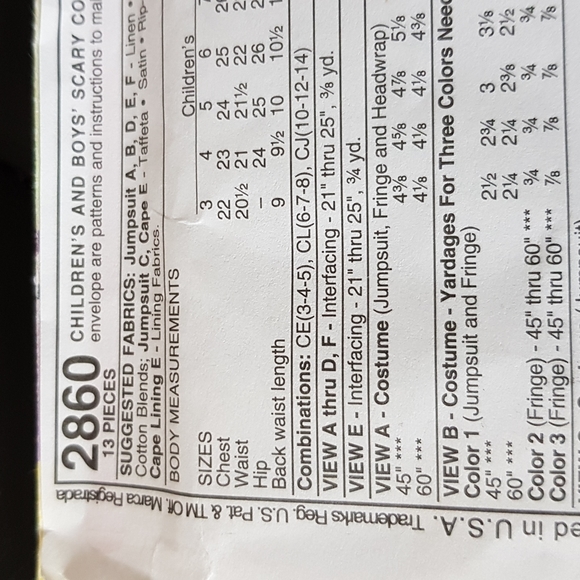 2860 CHILDREN'S AND BOYS' SCARY CO
13 PIECES envelope are patterns and instructions to ma
SUGGESTED FABRICS: Jumpsuit A, B, D, E, F - Linen •
Cotton Blends; Jumpsuit C, Cape E - Taffeta • Satin • Rip-
Cape Lining E - Lining Fabrics.
BODY MEASUREMENTS Children's
SIZES 3 4 5 6
Chest 22 23 24 25
Waist 20½ 21 21½ 22
Hip – 24 25 26
Back waist length 9 9½ 10 10½
Combinations: CE(3-4-5), CL(6-7-8), CJ(10-12-14)
VIEW A thru D, F - Interfacing - 21" thru 25", ⅜ yd.
VIEW E - Interfacing - 21" thru 25", ¾ yd.
VIEW A - Costume (Jumpsuit, Fringe and Headwrap)
45" *** 4⅜ 4⅝ 4⅞ 5⅛
60" *** 4⅛ 4⅛ 4⅛ 4⅜
VIEW B - Costume - Yardages For Three Colors Nee
Color 1 (Jumpsuit and Fringe)
45" *** 2½ 2¾ 3 3⅛
60" *** 2¼ 2¼ 2⅜ 2½
Color 2 (Fringe) - 45" thru 60" *** ¾ ¾ ¾ ¾
Color 3 (Fringe) - 45" thru 60" *** ⅞ ⅞ ⅞ ⅞
ed in U.S.A. Trademarks Reg. U.S. Pat. & TM Off. Marca Registrada